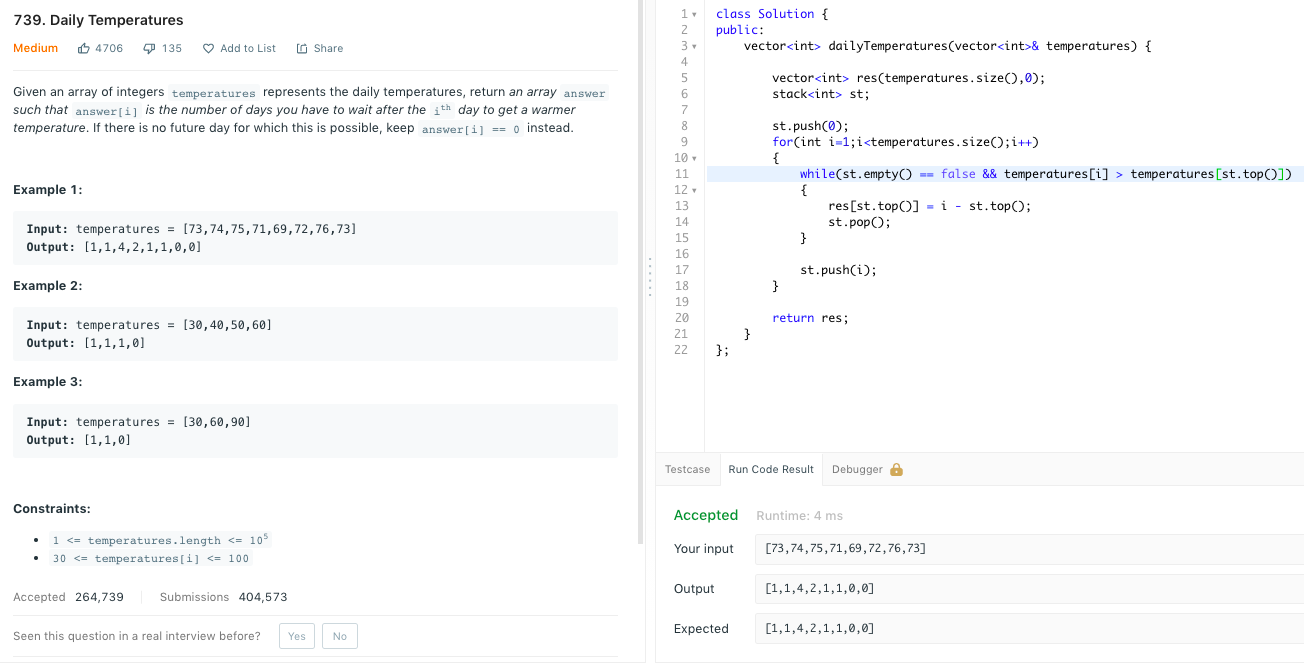 739. Daily Temperatures
Medium 4706 135 Add to List Share
Given an array of integers temperatures represents the daily temperatures, return an array answer
such that answer[i] is the number of days you have to wait after the ith day to get a warmer
temperature. If there is no future day for which this is possible, keep answer[i] == 0 instead.
Example 1:
Input: temperatures = [73,74,75,71,69,72,76,73]
Output: [1,1,4,2,1,1,0,0]
Example 2:
Input: temperatures = [30,40,50,60]
Output: [1,1,1,0]
Example 3:
Input: temperatures = [30,60,90]
Output: [1,1,0]
Constraints:
• 1 <= temperatures.length <= 10⁵
• 30 <= temperatures[i] <= 100
Accepted 264,739 Submissions 404,573
Seen this question in a real interview before? Yes No
1 class Solution {
2 public:
3 vector<int> dailyTemperatures(vector<int>& temperatures) {
4
5 vector<int> res(temperatures.size(),0);
6 stack<int> st;
7
8 st.push(0);
9 for(int i=1;i<temperatures.size();i++)
10 {
11 while(st.empty() == false && temperatures[i] > temperatures[st.top()])
12 {
13 res[st.top()] = i - st.top();
14 st.pop();
15 }
16
17 st.push(i);
18 }
19
20 return res;
21 }
22 };
Testcase Run Code Result Debugger
Accepted Runtime: 4 ms
Your input [73,74,75,71,69,72,76,73]
Output [1,1,4,2,1,1,0,0]
Expected [1,1,4,2,1,1,0,0]